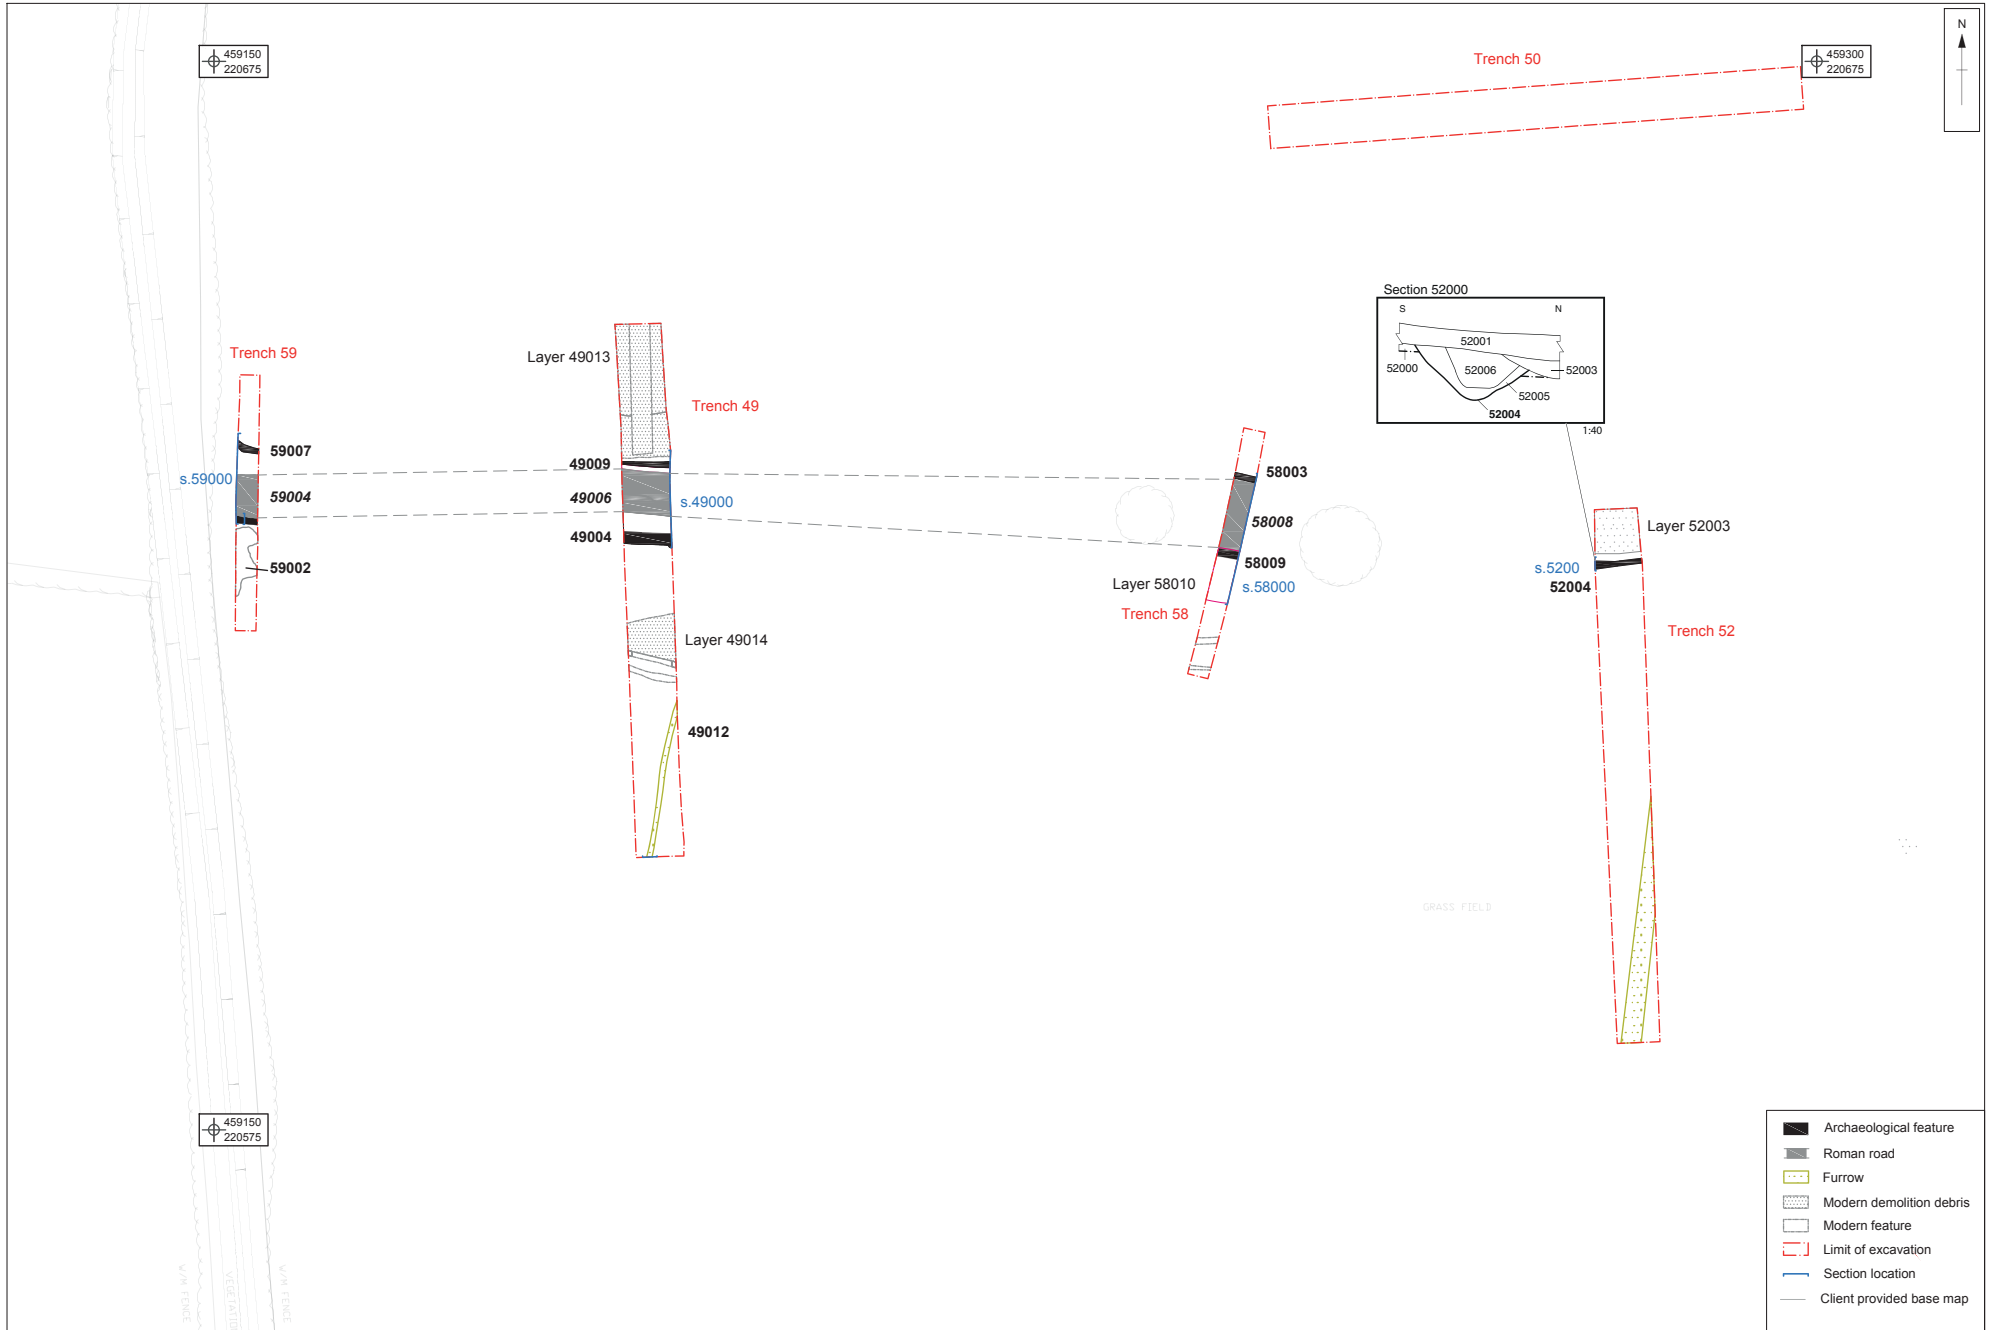 459150
220675
Trench 50
459300
220675
N
Section 52000
S
N
52001
52006
52000
52003
52005
52004
1:40
Trench 59
59007
s.59000
59004
59002
Layer 49013
Trench 49
49009
49006
s.49000
49004
Layer 49014
49012
58003
58008
58009
Layer 58010
s.58000
Trench 58
Layer 52003
s.5200
52004
Trench 52
GRASS FIELD
459150
220575
W/M FENCE
VEGETATION
W/M FENCE
Archaeological feature
Roman road
Furrow
Modern demolition debris
Modern feature
Limit of excavation
Section location
Client provided base map